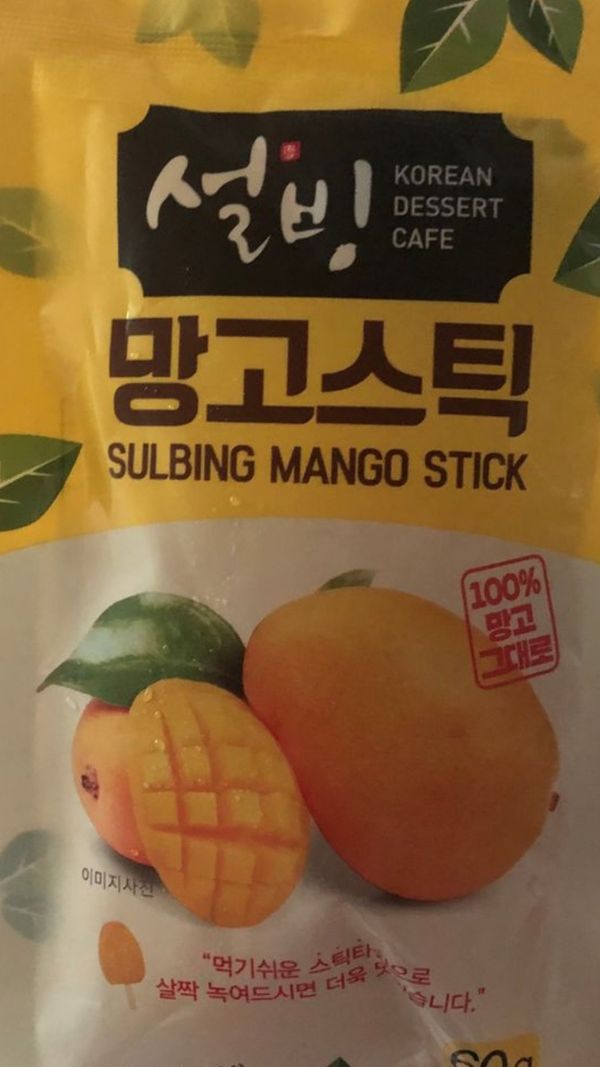 설빙
KOREAN
DESSERT
CAFE
망고스틱
SULBING MANGO STICK
100%
망고
그대로
이미지사진
“먹기쉬운
살짝 녹여드시면 더욱